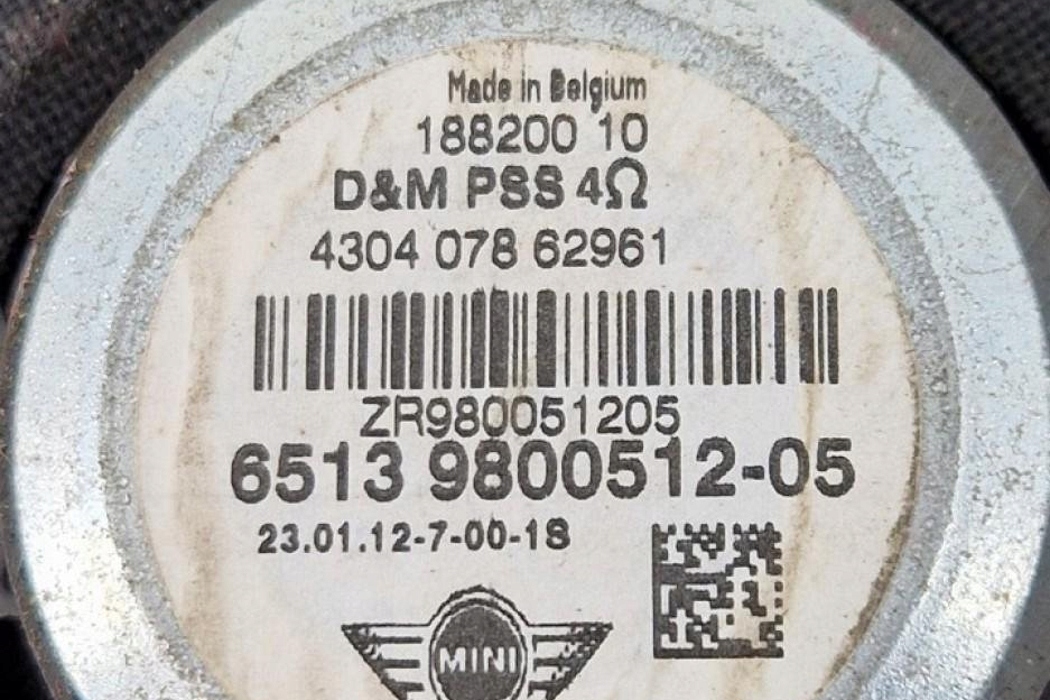 Made in Belgium
188200 10
D&M PSS 4Ω
4304 078 62961
ZR980051205
6513 9800512-05
23.01.12-7-00-18
MINI